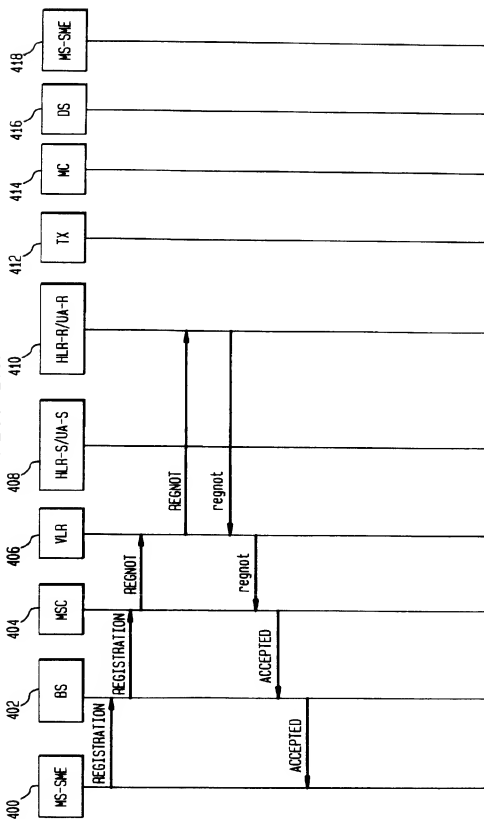 400
402
404
406
408
410
412
414
416
418
MS-SME
BS
MSC
VLR
HLR-S/UA-S
HLR-R/UA-R
TX
MC
DS
MS-SME
REGISTRATION
REGISTRATION
REGNOT
REGNOT
regnot
regnot
ACCEPTED
ACCEPTED